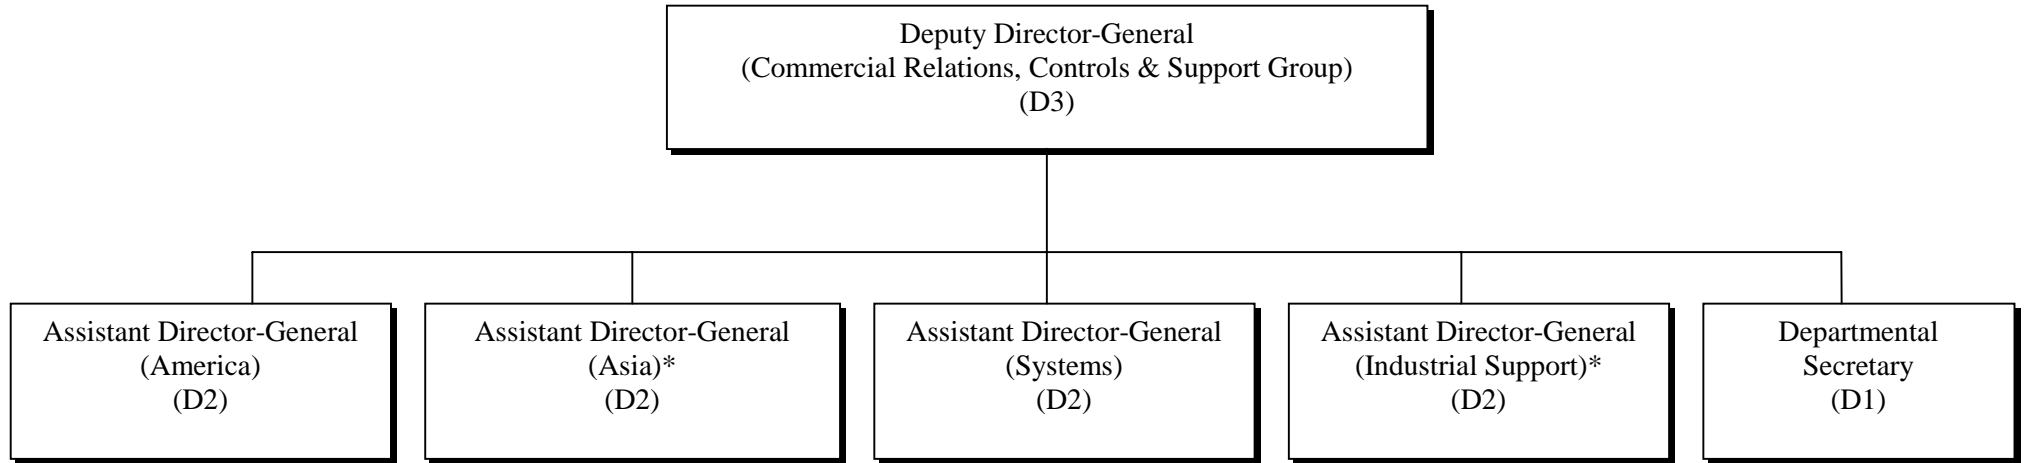 Deputy Director-General
(Commercial Relations, Controls & Support Group)
(D3)
Assistant Director-General
(America)
(D2)
Assistant Director-General
(Asia)*
(D2)
Assistant Director-General
(Systems)
(D2)
Assistant Director-General
(Industrial Support)*
(D2)
Departmental
Secretary
(D1)